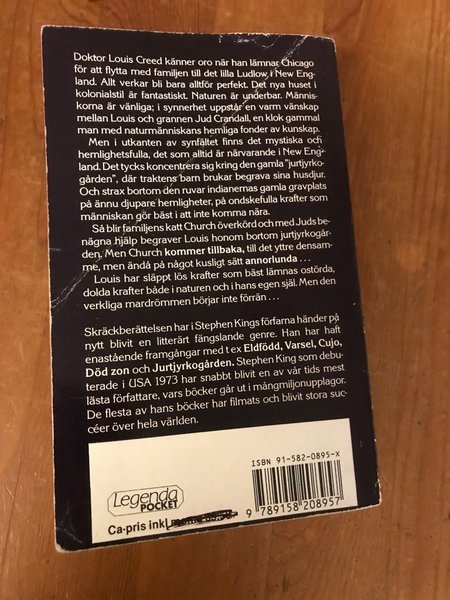 Doktor Louis Creed känner oro när han lämnar Chicago
för att flytta med familjen till det lilla Ludlow i New Eng-
land. Allt verkar bli bara alltför perfekt. Det nya huset i
kolonialstil är fantastiskt. Naturen är underbar. Männis-
korna är vänliga; i synnerhet uppstår en varm vänskap
mellan Louis och grannen Jud Crandall, en klok gammal
man med naturmänniskans hemliga fonder av kunskap.
Men i utkanten av synfältet finns det mystiska och
hemlighetsfulla, det som alltid är närvarande i New Eng-
land. Det tycks koncentrera sig kring den gamla "jurtjyrko-
gården", där traktens barn brukar begrava sina husdjur.
Och strax bortom den ruvar indianernas gamla gravplats
på ännu djupare hemligheter, på ondskefulla krafter som
människan gör bäst i att inte komma nära.
Så blir familjens katt Church överkörd och med Juds be-
nägna hjälp begraver Louis honom bortom jurtjyrkogår-
den. Men Church kommer tillbaka, till det yttre densam-
me, men ändå på något kusligt sätt annorlunda ...
Louis har släppt lös krafter som bäst lämnas ostörda,
dolda krafter både i naturen och i hans egen själ. Men den
verkliga mardrömmen börjar inte förrän ...
Skräckberättelsen har i Stephen Kings förfarna händer på
nytt blivit en litterärt fängslande genre. Han har haft
enastående framgångar med t ex Eldfödd, Varsel, Cujo,
Död zon och Jurtjyrkogården. Stephen King som debu-
terade i USA 1973 har snabbt blivit en av vår tids mest
lästa författare, vars böcker går ut i mångmiljonupplagor.
De flesta av hans böcker har filmats och blivit stora suc-
céer över hela världen.
ISBN 91-582-0895-X
Legenda
POCKET
9 789158 208957
Ca-pris inkl